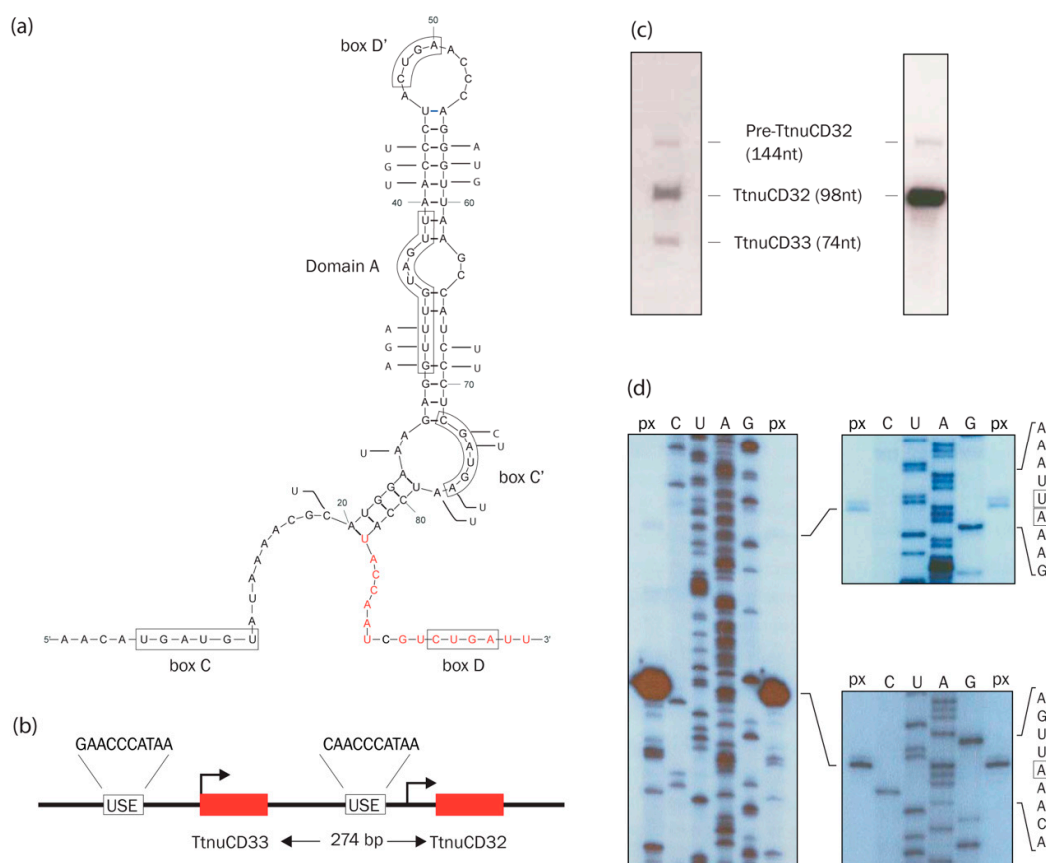 (a)
50
box D'
A C U G A A C C C
U
G
U
A
U
G
40
60
Domain A
A
G
A
U
U
70
U
C
U
box C'
U
U
U
20
80
5'-A A C A U G A U G U
A U A A A A C G C A
U A C C A A U C G U C U G A U U-3'
box C
box D
(b)
GAACCCATAA
CAACCCATAA
USE
USE
TtnuCD33
274 bp
TtnuCD32
(c)
Pre-TtnuCD32
(144nt)
TtnuCD32 (98nt)
TtnuCD33 (74nt)
(d)
px C U A G px
px C U A G px
A
A
A
U
U
A
A
A
G
px C U A G px
A
G
U
U
A
A
A
C
A